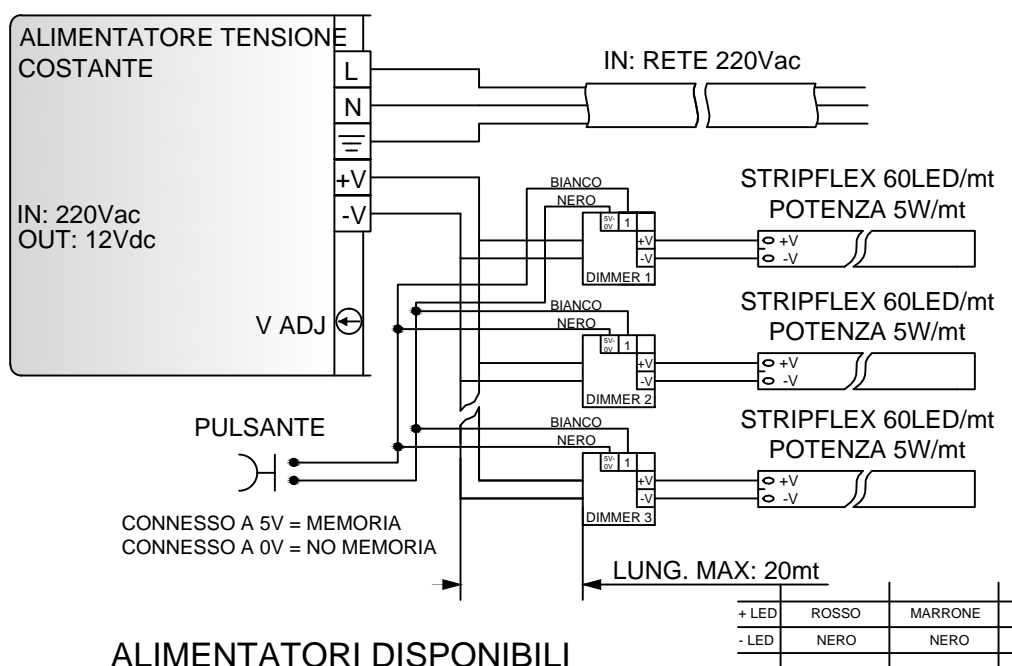 ALIMENTATORE TENSIONE
COSTANTE
L
N
+V
-V
IN: 220Vac
OUT: 12Vdc
V ADJ
IN: RETE 220Vac
BIANCO
NERO
5V-
0V
1
+V
-V
DIMMER 1
STRIPFLEX 60LED/mt
POTENZA 5W/mt
+V
-V
BIANCO
NERO
5V-
0V
1
+V
-V
DIMMER 2
STRIPFLEX 60LED/mt
POTENZA 5W/mt
+V
-V
BIANCO
NERO
5V-
0V
1
+V
-V
DIMMER 3
STRIPFLEX 60LED/mt
POTENZA 5W/mt
+V
-V
PULSANTE
CONNESSO A 5V = MEMORIA
CONNESSO A 0V = NO MEMORIA
LUNG. MAX: 20mt
+ LED ROSSO MARRONE
- LED NERO NERO
ALIMENTATORI DISPONIBILI